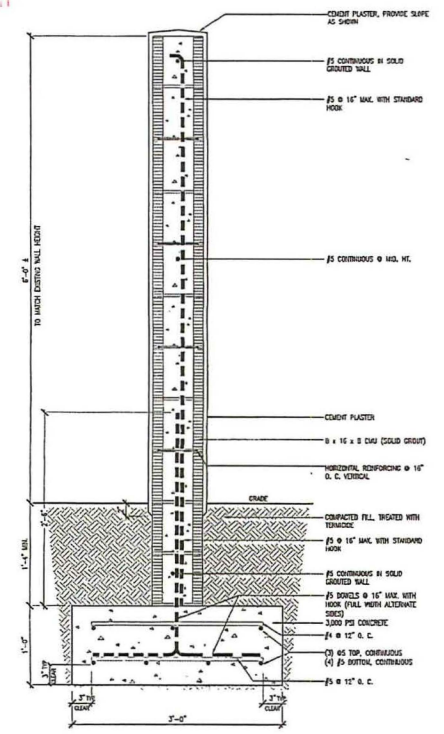 CEMENT PLASTER, PROVIDE SLOPE
AS SHOWN
#5 CONTINUOUS IN SOLID
GROUTED WALL
#5 @ 16" MAX. WITH STANDARD
HOOK
TO MATCH EXISTING WALL HEIGHT
#5 CONTINUOUS @ MID. HT.
CEMENT PLASTER
8 x 16 x 8 CMU (SOLID GROUT)
HORIZONTAL REINFORCING @ 16"
O. C. VERTICAL
GRADE
COMPACTED FILL, TREATED WITH
TERMICIDE
1'-4" MIN.
#5 @ 16" MAX. WITH STANDARD
HOOK
#5 CONTINUOUS IN SOLID
GROUTED WALL
#5 DOWELS @ 16" MAX. WITH
HOOK (FULL WIDTH ALTERNATE
SIDES)
3,000 PSI CONCRETE
#4 @ 12" O. C.
1'-0"
(3) #5 TOP, CONTINUOUS
(4) #5 BOTTOM, CONTINUOUS
#5 @ 12" O. C.
3" TYP.
CLEAR
3" TYP.
CLEAR
3" TYP.
CLEAR
3'-0"